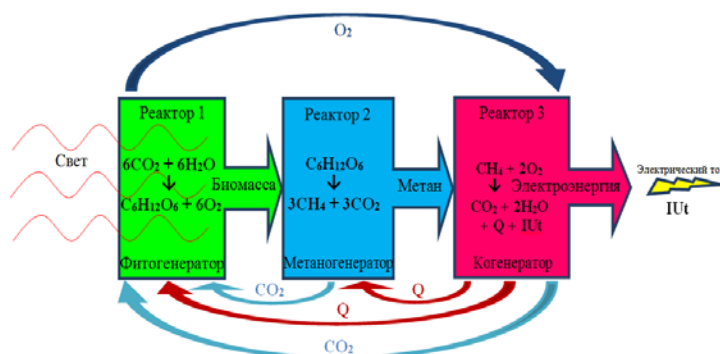 O₂
Реактор 1
Реактор 2
Реактор 3
Свет
6CO₂ + 6H₂O
↓
C₆H₁₂O₆ + 6O₂
Биомасса
C₆H₁₂O₆
↓
3CH₄ + 3CO₂
Метан
CH₄ + 2O₂
↓
CO₂ + 2H₂O
+ Q + IUt
Электроэнергия
Электрический то
IUt
Фитогенератор
Метаногенератор
Когенератор
CO₂
Q
Q
CO₂